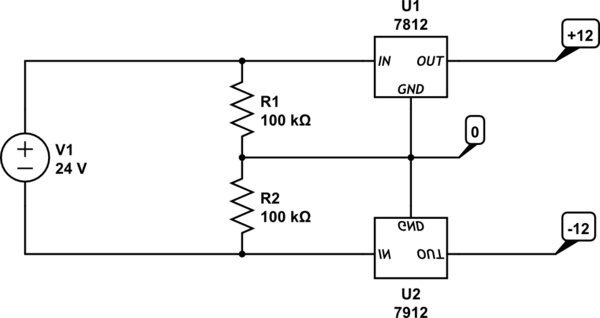 U1
7812
+12
IN OUT
GND
R1
100 kΩ
0
V1
24 V
R2
100 kΩ
GND
-12
IN OUT
U2
7912